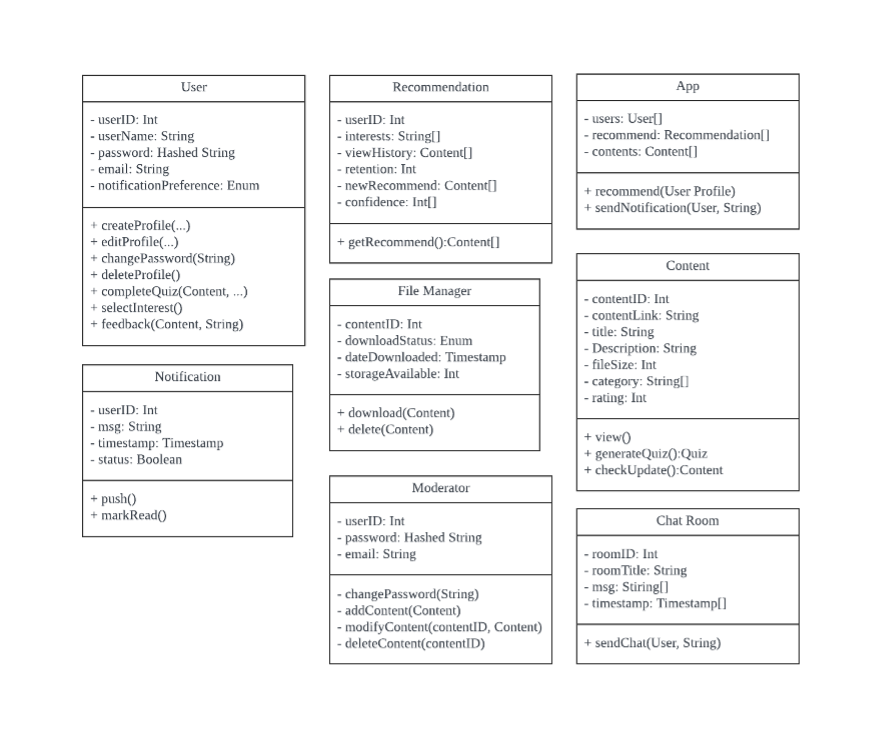 User
- userID: Int
- userName: String
- password: Hashed String
- email: String
- notificationPreference: Enum
+ createProfile(...)
+ editProfile(...)
+ changePassword(String)
+ deleteProfile()
+ completeQuiz(Content, ...)
+ selectInterest()
+ feedback(Content, String)
Notification
- userID: Int
- msg: String
- timestamp: Timestamp
- status: Boolean
+ push()
+ markRead()
Recommendation
- userID: Int
- interests: String[]
- viewHistory: Content[]
- retention: Int
- newRecommend: Content[]
- confidence: Int[]
+ getRecommend():Content[]
File Manager
- contentID: Int
- downloadStatus: Enum
- dateDownloaded: Timestamp
- storageAvailable: Int
+ download(Content)
+ delete(Content)
Moderator
- userID: Int
- password: Hashed String
- email: String
- changePassword(String)
- addContent(Content)
- modifyContent(contentID, Content)
- deleteContent(contentID)
App
- users: User[]
- recommend: Recommendation[]
- contents: Content[]
+ recommend(User Profile)
+ sendNotification(User, String)
Content
- contentID: Int
- contentLink: String
- title: String
- Description: String
- fileSize: Int
- category: String[]
- rating: Int
+ view()
+ generateQuiz():Quiz
+ checkUpdate():Content
Chat Room
- roomID: Int
- roomTitle: String
- msg: Stiring[]
- timestamp: Timestamp[]
+ sendChat(User, String)